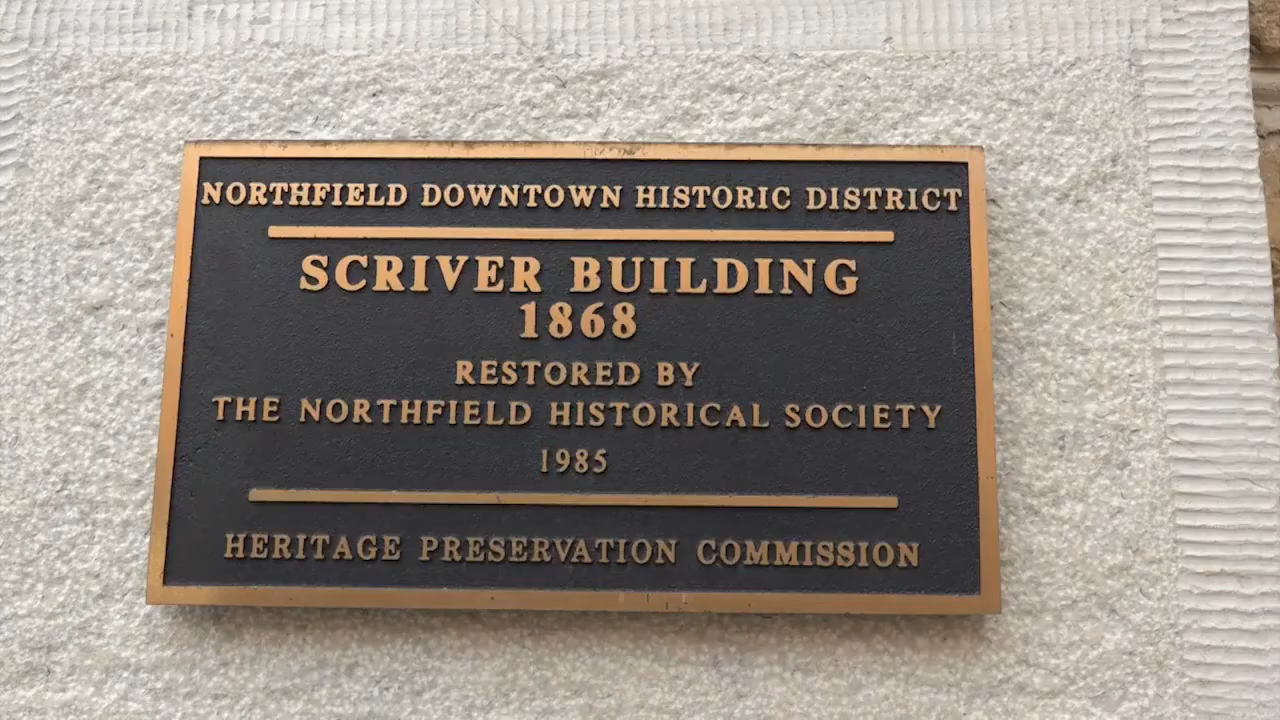 NORTHFIELD DOWNTOWN HISTORIC DISTRICT
SCRIVER BUILDING
1868
RESTORED BY
THE NORTHFIELD HISTORICAL SOCIETY
1985
HERITAGE PRESERVATION COMMISSION